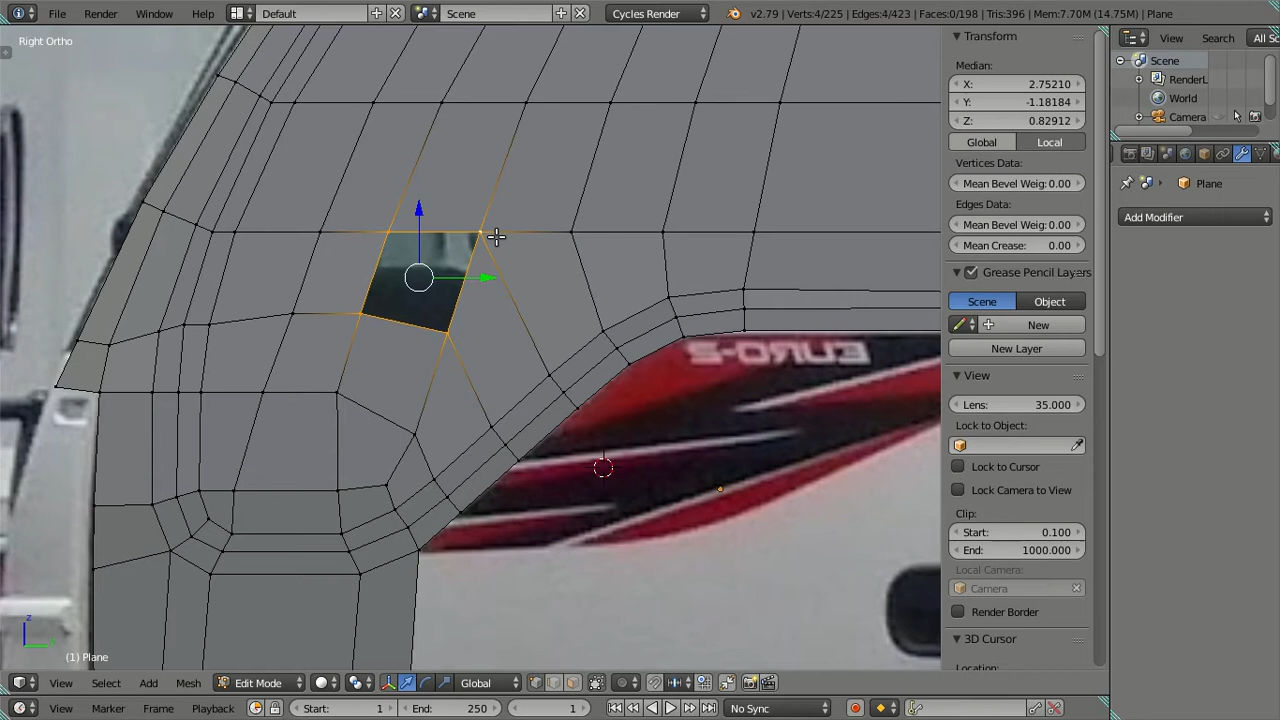 File Render Window Help Default Scene Cycles Render v2.79 | Verts:4/225 | Edges:4/423 | Faces:0/198 | Tris:396 | Mem:7.70M (14.75M) | Plane
Right Ortho
Transform
Median:
X: 2.75210
Y: -1.18184
Z: 0.82912
Global Local
Vertices Data:
Mean Bevel Weig: 0.00
Edges Data:
Mean Bevel Weig: 0.00
Mean Crease: 0.00
Grease Pencil Layers
Scene Object
New
New Layer
View
Lens: 35.000
Lock to Object:
Lock to Cursor
Lock Camera to View
Clip:
Start: 0.100
End: 1000.000
Local Camera:
Camera
Render Border
3D Cursor
Location:
View Search All Sc
Scene
RenderL
World
Camera
Plane
Add Modifier
EURO-2
z
y
(1) Plane
View Select Add Mesh Edit Mode Global
View Marker Frame Playback Start: 1 End: 250 1 No Sync